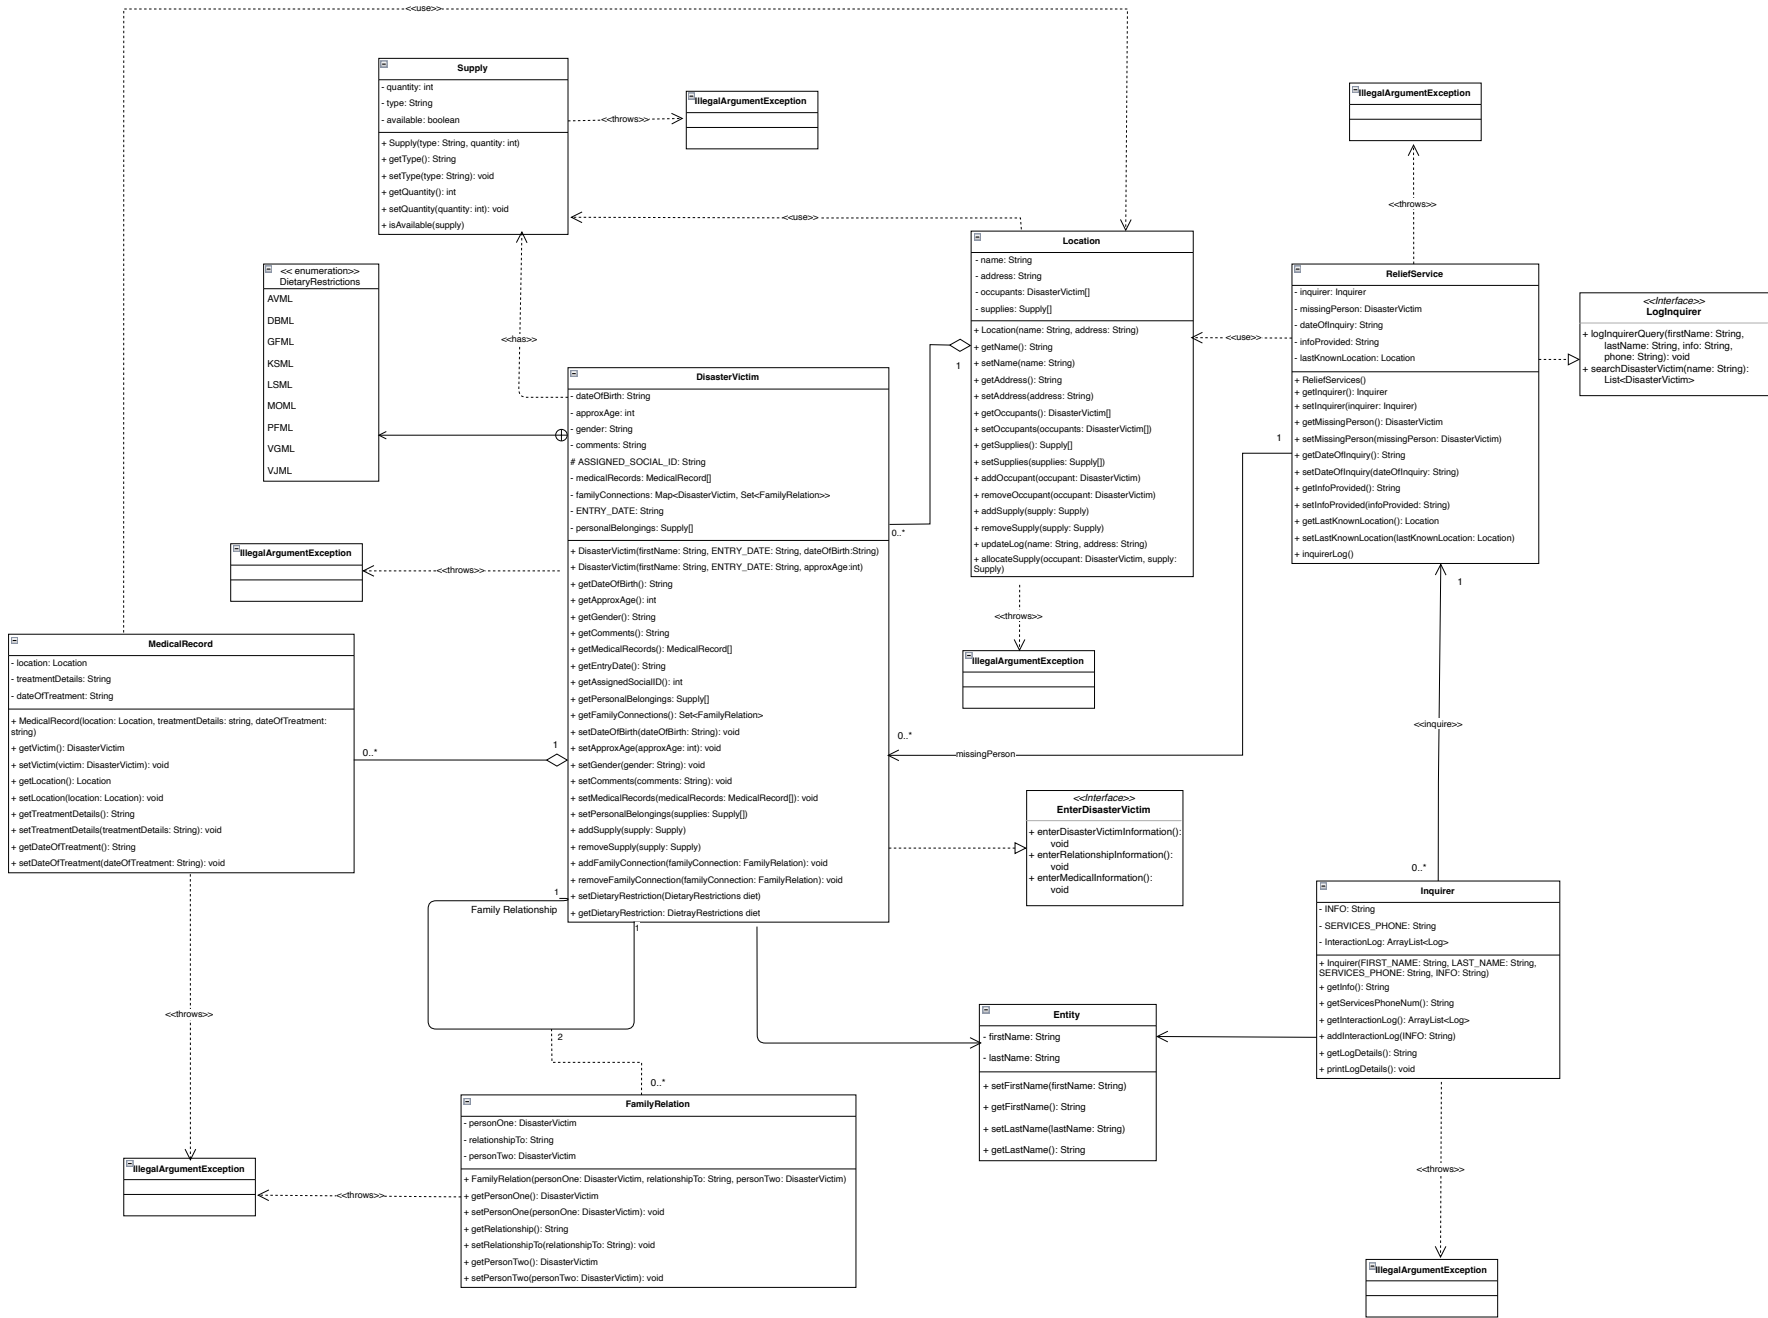 <<use>>
Supply
- quantity: int
- type: String
- available: boolean
+ Supply(type: String, quantity: int)
+ getType(): String
+ setType(type: String): void
+ getQuantity(): int
+ setQuantity(quantity: int): void
+ isAvailable(supply)
<<throws>>
IllegalArgumentException
IllegalArgumentException
<<throws>>
<<use>>
<< enumeration>>
DietaryRestrictions
AVML
DBML
GFML
KSML
LSML
MOML
PFML
VGML
VJML
<<has>>
Location
- name: String
- address: String
- occupants: DisasterVictim[]
- supplies: Supply[]
+ Location(name: String, address: String)
+ getName(): String
+ setName(name: String)
+ getAddress(): String
+ setAddress(address: String)
+ getOccupants(): DisasterVictim[]
+ setOccupants(occupants: DisasterVictim[])
+ getSupplies(): Supply[]
+ setSupplies(supplies: Supply[])
+ addOccupant(occupant: DisasterVictim)
+ removeOccupant(occupant: DisasterVictim)
+ addSupply(supply: Supply)
+ removeSupply(supply: Supply)
+ updateLog(name: String, address: String)
+ allocateSupply(occupant: DisasterVictim, supply:
Supply)
<<use>>
ReliefService
- inquirer: Inquirer
- missingPerson: DisasterVictim
- dateOfInquiry: String
- infoProvided: String
- lastKnownLocation: Location
+ ReliefServices()
+ getInquirer(): Inquirer
+ setInquirer(inquirer: Inquirer)
+ getMissingPerson(): DisasterVictim
+ setMissingPerson(missingPerson: DisasterVictim)
+ getDateOfInquiry(): String
+ setDateOfInquiry(dateOfInquiry: String)
+ getInfoProvided(): String
+ setInfoProvided(infoProvided: String)
+ getLastKnownLocation(): Location
+ setLastKnownLocation(lastKnownLocation: Location)
+ inquirerLog()
<<Interface>>
LogInquirer
+ logInquirerQuery(firstName: String,
lastName: String, info: String,
phone: String): void
+ searchDisasterVictim(name: String):
List<DisasterVictim>
1
0..*
1
DisasterVictim
- dateOfBirth: String
- approxAge: int
- gender: String
- comments: String
# ASSIGNED_SOCIAL_ID: String
- medicalRecords: MedicalRecord[]
- familyConnections: Map<DisasterVictim, Set<FamilyRelation>>
- ENTRY_DATE: String
- personalBelongings: Supply[]
+ DisasterVictim(firstName: String, ENTRY_DATE: String, dateOfBirth:String)
+ DisasterVictim(firstName: String, ENTRY_DATE: String, approxAge:int)
+ getDateOfBirth(): String
+ getApproxAge(): int
+ getGender(): String
+ getComments(): String
+ getMedicalRecords(): MedicalRecord[]
+ getEntryDate(): String
+ getAssignedSocialID(): int
+ getPersonalBelongings: Supply[]
+ getFamilyConnections(): Set<FamilyRelation>
+ setDateOfBirth(dateOfBirth: String): void
+ setApproxAge(approxAge: int): void
+ setGender(gender: String): void
+ setComments(comments: String): void
+ setMedicalRecords(medicalRecords: MedicalRecord[]): void
+ setPersonalBelongings(supplies: Supply[])
+ addSupply(supply: Supply)
+ removeSupply(supply: Supply)
+ addFamilyConnection(familyConnection: FamilyRelation): void
+ removeFamilyConnection(familyConnection: FamilyRelation): void
+ setDietaryRestriction(DietaryRestrictions diet)
+ getDietaryRestriction: DietrayRestrictions diet
IllegalArgumentException
<<throws>>
<<throws>>
IllegalArgumentException
MedicalRecord
- location: Location
- treatmentDetails: String
- dateOfTreatment: String
+ MedicalRecord(location: Location, treatmentDetails: string, dateOfTreatment:
string)
+ getVictim(): DisasterVictim
+ setVictim(victim: DisasterVictim): void
+ getLocation(): Location
+ setLocation(location: Location): void
+ getTreatmentDetails(): String
+ setTreatmentDetails(treatmentDetails: String): void
+ getDateOfTreatment(): String
+ setDateOfTreatment(dateOfTreatment: String): void
0..*
1
0..*
missingPerson
1
<<inquire>>
0..*
<<Interface>>
EnterDisasterVictim
+ enterDisasterVictimInformation():
void
+ enterRelationshipInformation():
void
+ enterMedicalInformation():
void
1
Family Relationship
1
2
0..*
<<throws>>
Inquirer
- INFO: String
- SERVICES_PHONE: String
- InteractionLog: ArrayList<Log>
+ Inquirer(FIRST_NAME: String, LAST_NAME: String,
SERVICES_PHONE: String, INFO: String)
+ getInfo(): String
+ getServicesPhoneNum(): String
+ getInteractionLog(): ArrayList<Log>
+ addInteractionLog(INFO: String)
+ getLogDetails(): String
+ printLogDetails(): void
Entity
- firstName: String
- lastName: String
+ setFirstName(firstName: String)
+ getFirstName(): String
+ setLastName(lastName: String)
+ getLastName(): String
FamilyRelation
- personOne: DisasterVictim
- relationshipTo: String
- personTwo: DisasterVictim
+ FamilyRelation(personOne: DisasterVictim, relationshipTo: String, personTwo: DisasterVictim)
+ getPersonOne(): DisasterVictim
+ setPersonOne(personOne: DisasterVictim): void
+ getRelationship(): String
+ setRelationshipTo(relationshipTo: String): void
+ getPersonTwo(): DisasterVictim
+ setPersonTwo(personTwo: DisasterVictim): void
IllegalArgumentException
<<throws>>
<<throws>>
IllegalArgumentException